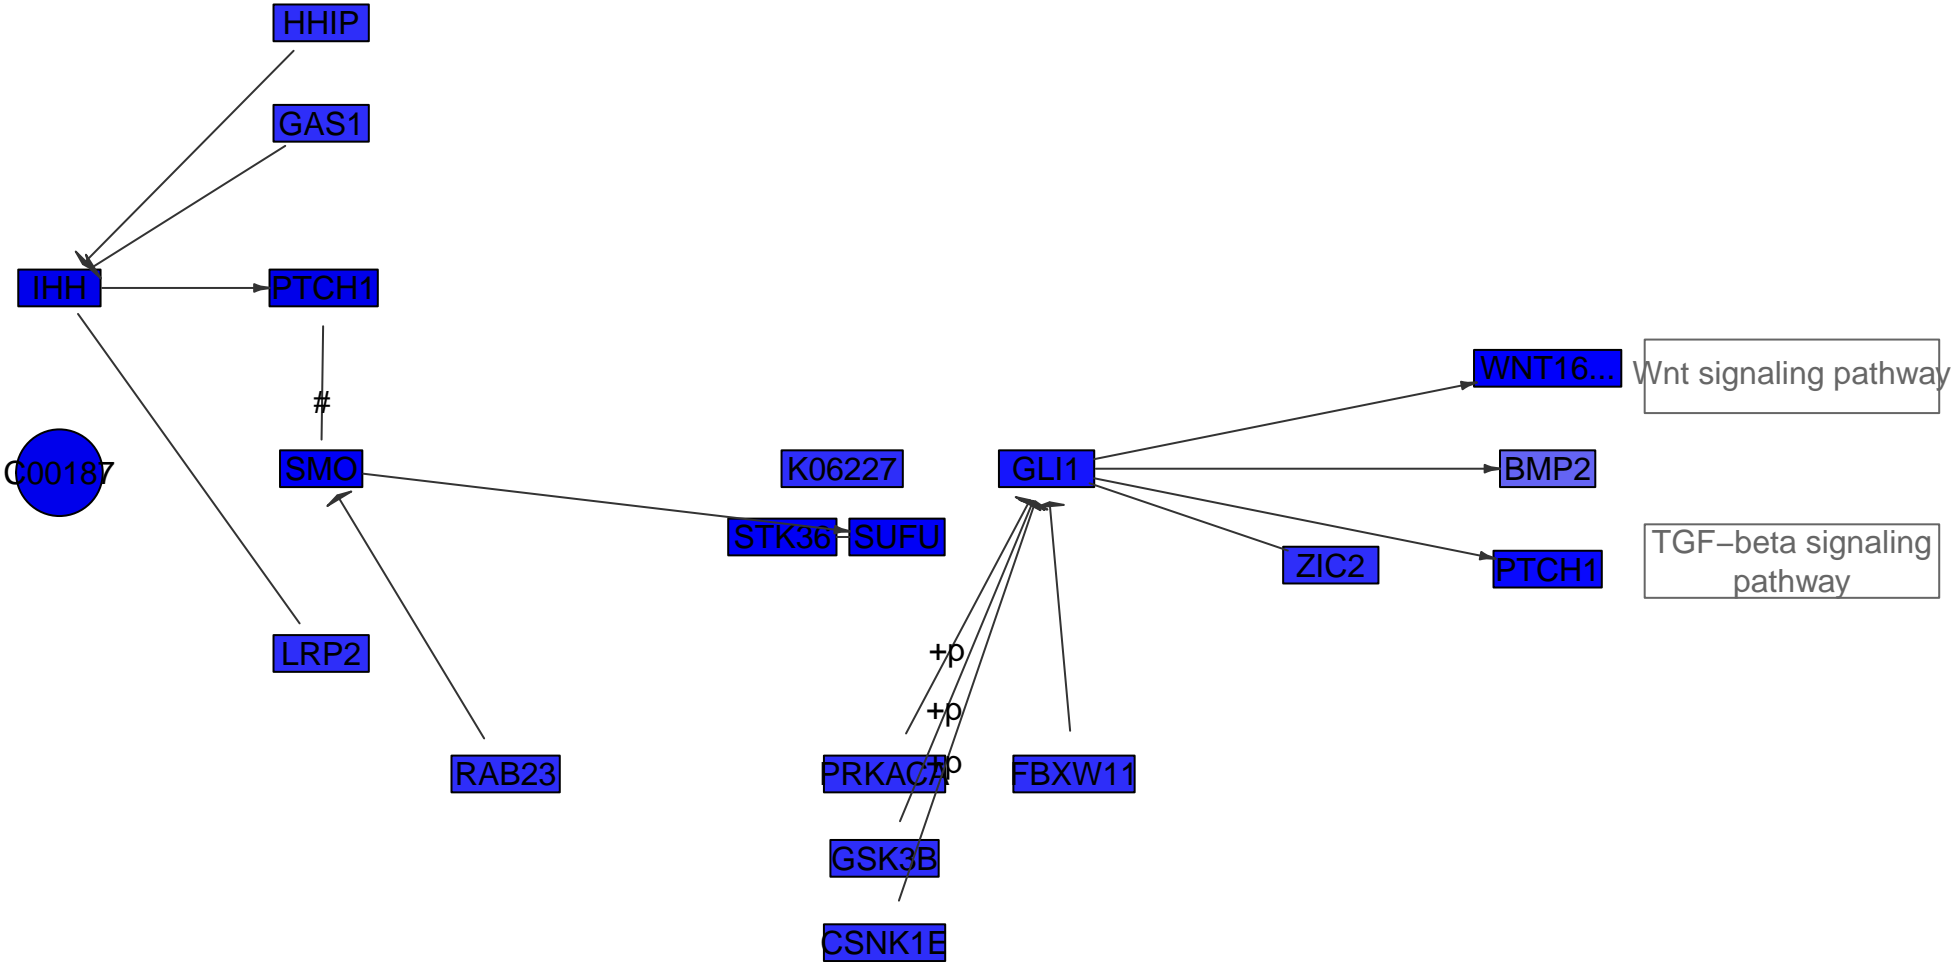 HHIP
GAS1
IHH
PTCH1
WNT16...
Wnt signaling pathway
#
C00187
SMO
K06227
GLI1
BMP2
STK36
SUFU
ZIC2
PTCH1
TGF−beta signaling
pathway
LRP2
+p
+p
+p
RAB23
PRKACA
FBXW11
GSK3B
CSNK1E